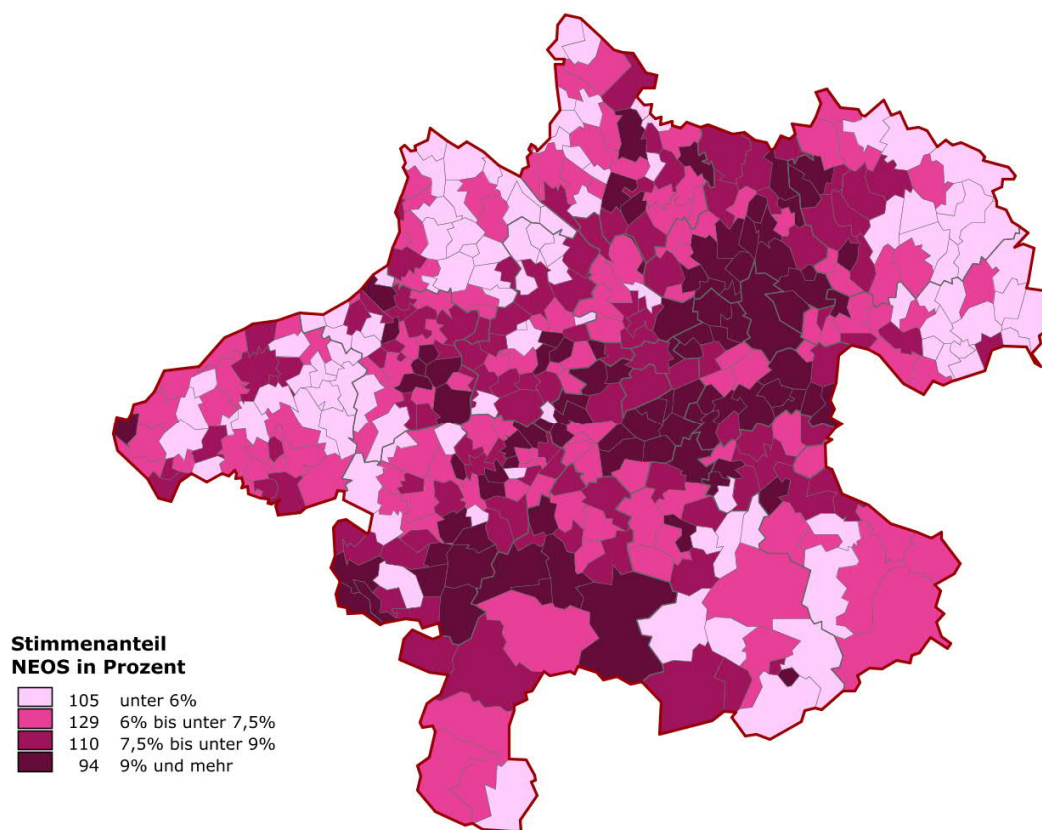 Stimmenanteil
NEOS in Prozent
105 unter 6%
129 6% bis unter 7,5%
110 7,5% bis unter 9%
94 9% und mehr